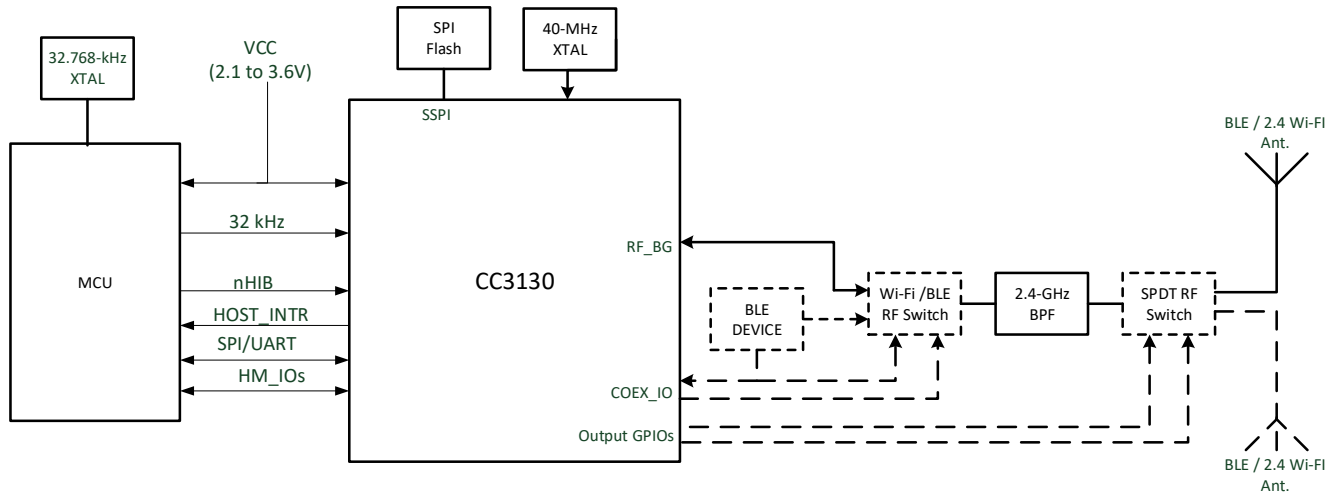 SPI
Flash
40-MHz
XTAL
32.768-kHz
XTAL
VCC
(2.1 to 3.6V)
SSPI
BLE / 2.4 Wi-FI
Ant.
32 kHz
RF_BG
MCU
CC3130
nHIB
HOST_INTR
SPI/UART
HM_IOs
BLE
DEVICE
Wi-Fi /BLE
RF Switch
2.4-GHz
BPF
SPDT RF
Switch
COEX_IO
Output GPIOs
BLE / 2.4 Wi-FI
Ant.